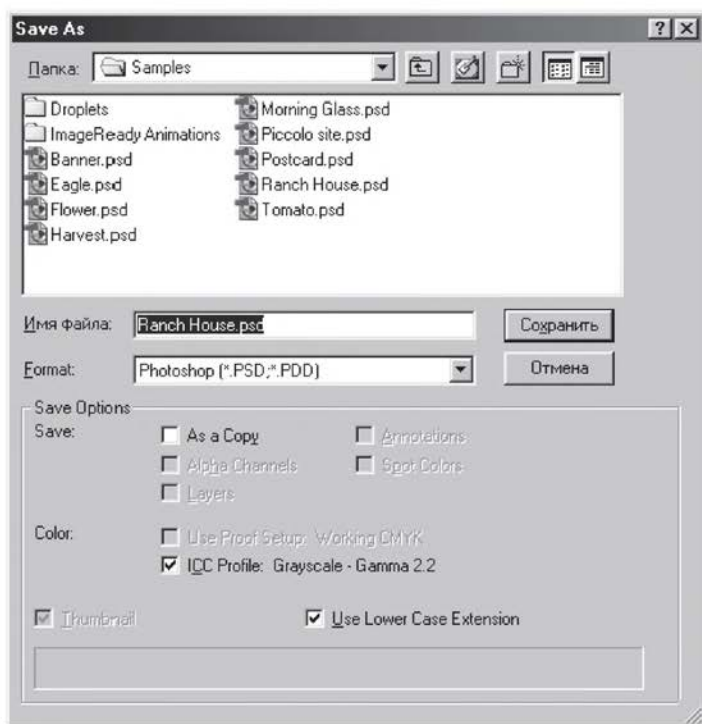 Save As
Папка: Samples
Droplets
ImageReady Animations
Banner.psd
Eagle.psd
Flower.psd
Harvest.psd
Morning Glass.psd
Piccolo site.psd
Postcard.psd
Ranch House.psd
Tomato.psd
Имя файла: Ranch House.psd Сохранить
Format: Photoshop (*.PSD;*.PDD) Отмена
Save Options
Save: As a Copy Annotations
Alpha Channels Spot Colors
Layers
Color: Use Proof Setup: Working CMYK
ICC Profile: Grayscale - Gamma 2.2
Thumbnail Use Lower Case Extension